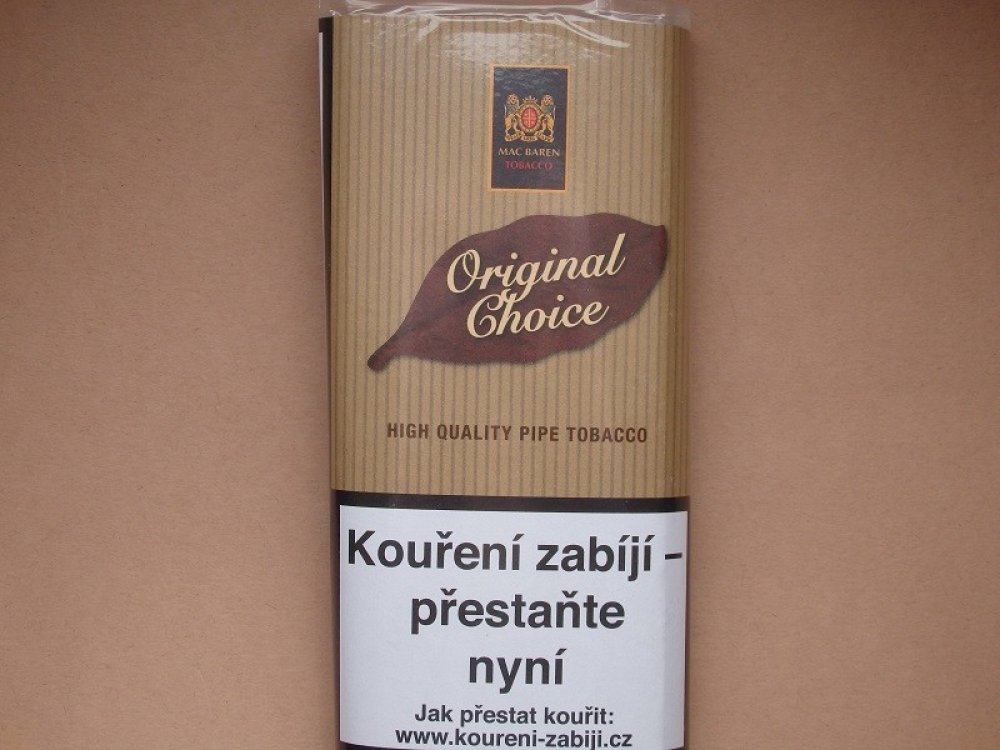 MAC BAREN
TOBACCO
Original
Choice
HIGH QUALITY PIPE TOBACCO
Kouření zabíjí –
přestaňte
nyní
Jak přestat kouřit:
www.koureni-zabiji.cz